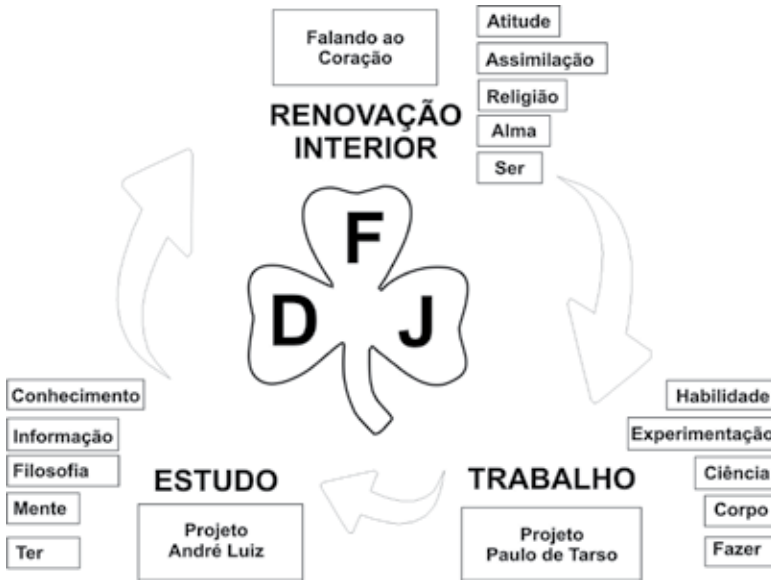 Falando ao
Coração
RENOVAÇÃO
INTERIOR
Atitude
Assimilação
Religião
Alma
Ser
F
D J
Conhecimento
Informação
Filosofia
Mente
Ter
ESTUDO
Projeto
André Luiz
TRABALHO
Projeto
Paulo de Tarso
Habilidade
Experimentação
Ciência
Corpo
Fazer